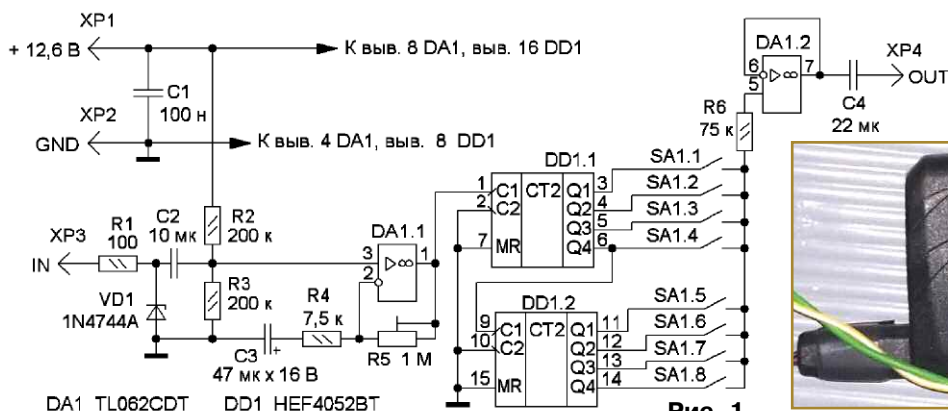 XP1
+ 12,6 В
К выв. 8 DA1, выв. 16 DD1
C1
100 н
XP2
GND
К выв. 4 DA1, выв. 8 DD1
DA1.2
6
5
▷∞
7
XP4
OUT
C4
22 мк
R6
75 к
XP3
IN
R1
100
C2
10 мк
R2
200 к
R3
200 к
VD1
1N4744A
C3
47 мк x 16 В
+
R4
7,5 к
R5 1 М
DA1.1
3
2
▷∞
1
DD1.1
1 C1 CT2 Q1 3
2 C2 Q2 4
Q3 5
7 MR Q4 6
SA1.1
SA1.2
SA1.3
SA1.4
DD1.2
9 C1 CT2 Q1 11
10 C2 Q2 12
Q3 13
15 MR Q4 14
SA1.5
SA1.6
SA1.7
SA1.8
DA1 TL062CDT DD1 HEF4052BT
Рис. 1